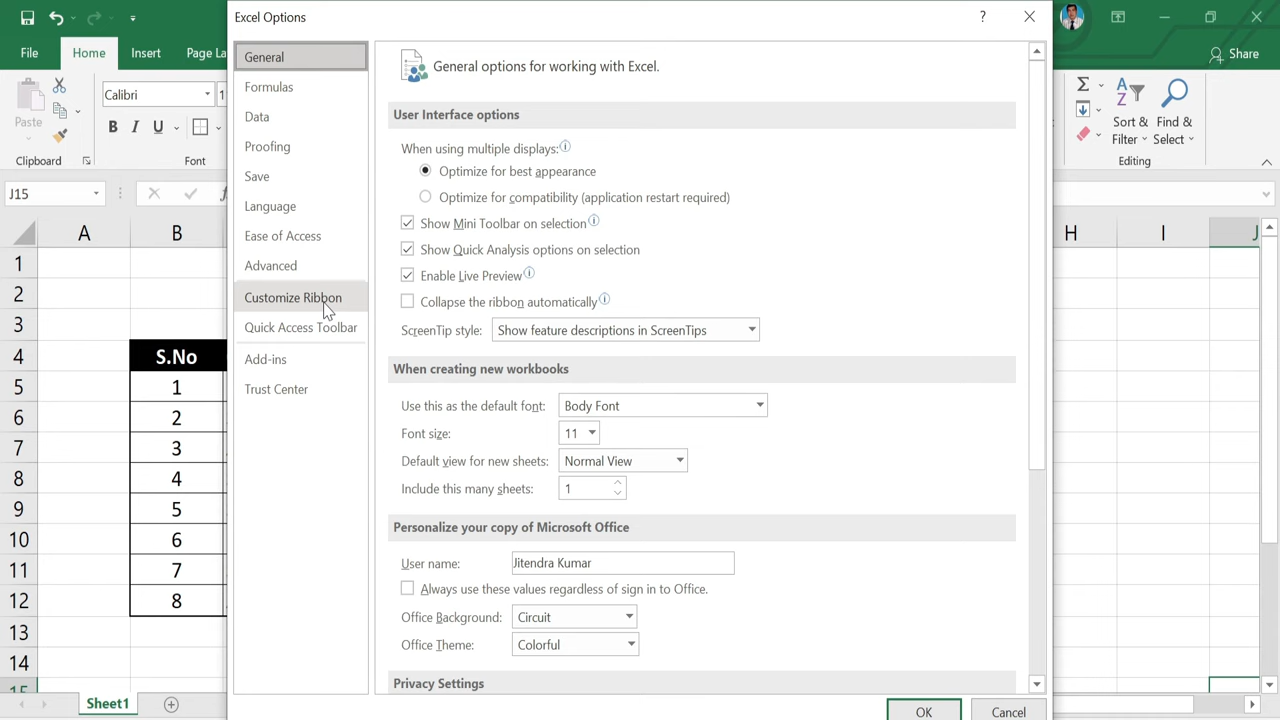 Excel Options
?
File
Home
Insert
Page La
Share
Paste
Calibri
1
B I U
Sort &
Filter
Find &
Select
Clipboard
Font
Editing
J15
A B H I J
1
2
3
4 S.No
5 1
6 2
7 3
8 4
9 5
10 6
11 7
12 8
13
14
15
Sheet1
General
Formulas
Data
Proofing
Save
Language
Ease of Access
Advanced
Customize Ribbon
Quick Access Toolbar
Add-ins
Trust Center
General options for working with Excel.
User Interface options
When using multiple displays:
Optimize for best appearance
Optimize for compatibility (application restart required)
Show Mini Toolbar on selection
Show Quick Analysis options on selection
Enable Live Preview
Collapse the ribbon automatically
ScreenTip style: Show feature descriptions in ScreenTips
When creating new workbooks
Use this as the default font: Body Font
Font size: 11
Default view for new sheets: Normal View
Include this many sheets: 1
Personalize your copy of Microsoft Office
User name: Jitendra Kumar
Always use these values regardless of sign in to Office.
Office Background: Circuit
Office Theme: Colorful
Privacy Settings
OK
Cancel